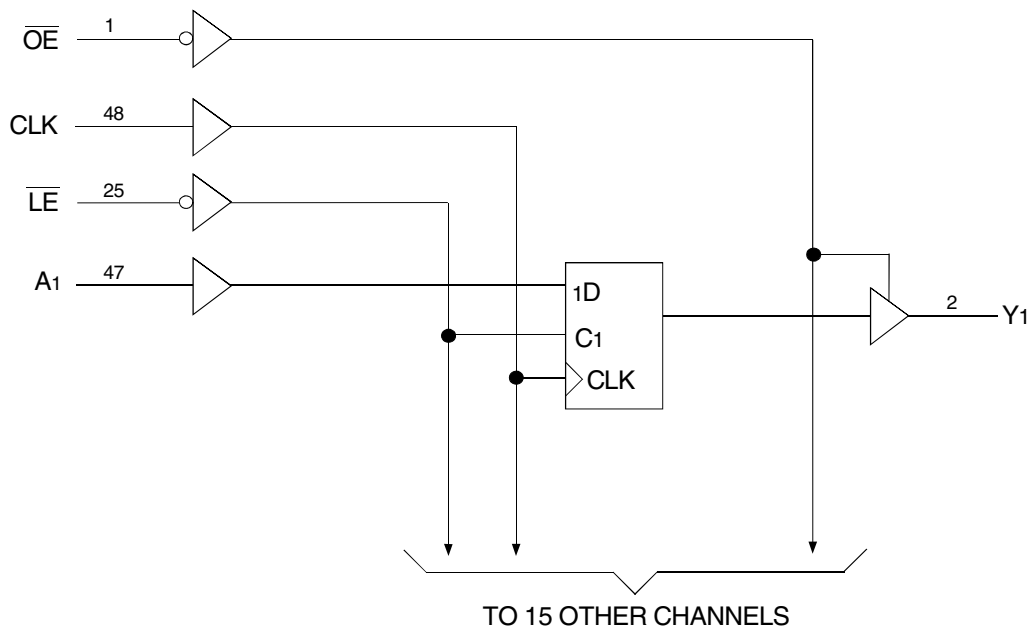 OE 1
CLK 48
LE 25
A1 47
1D
C1
CLK
2 Y1
TO 15 OTHER CHANNELS